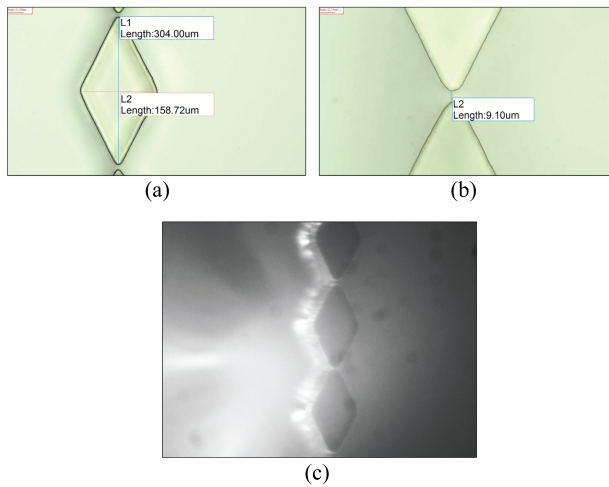 L1
Length:304.00um
L2
Length:158.72um
L2
Length:9.10um
(a)
(b)
(c)